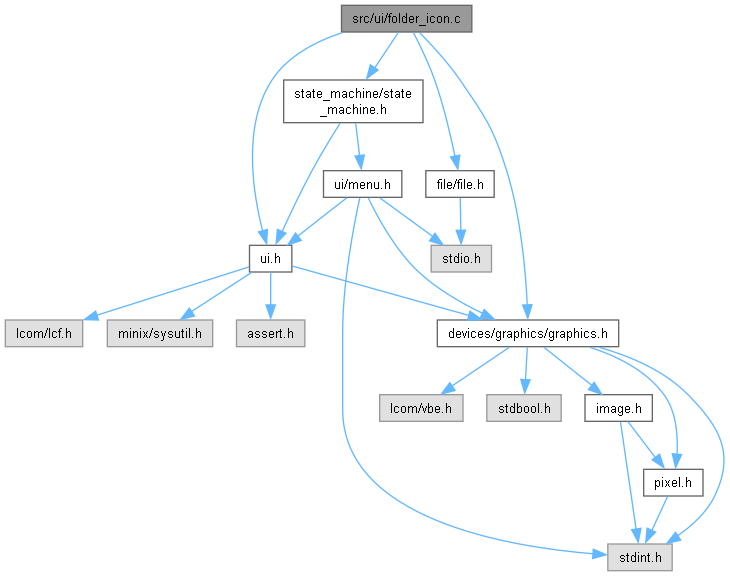 src/ui/folder_icon.c
state_machine/state
_machine.h
ui/menu.h
file/file.h
ui.h
stdio.h
lcom/lcf.h
minix/sysutil.h
assert.h
devices/graphics/graphics.h
lcom/vbe.h
stdbool.h
image.h
pixel.h
stdint.h